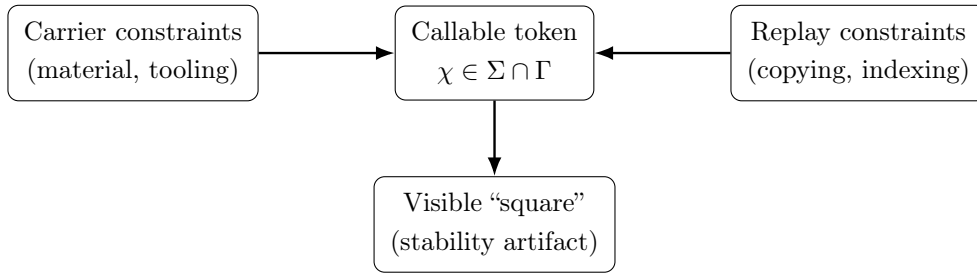 Carrier constraints
(material, tooling)
Callable token
χ ∈ Σ ∩ Γ
Replay constraints
(copying, indexing)
Visible “square”
(stability artifact)